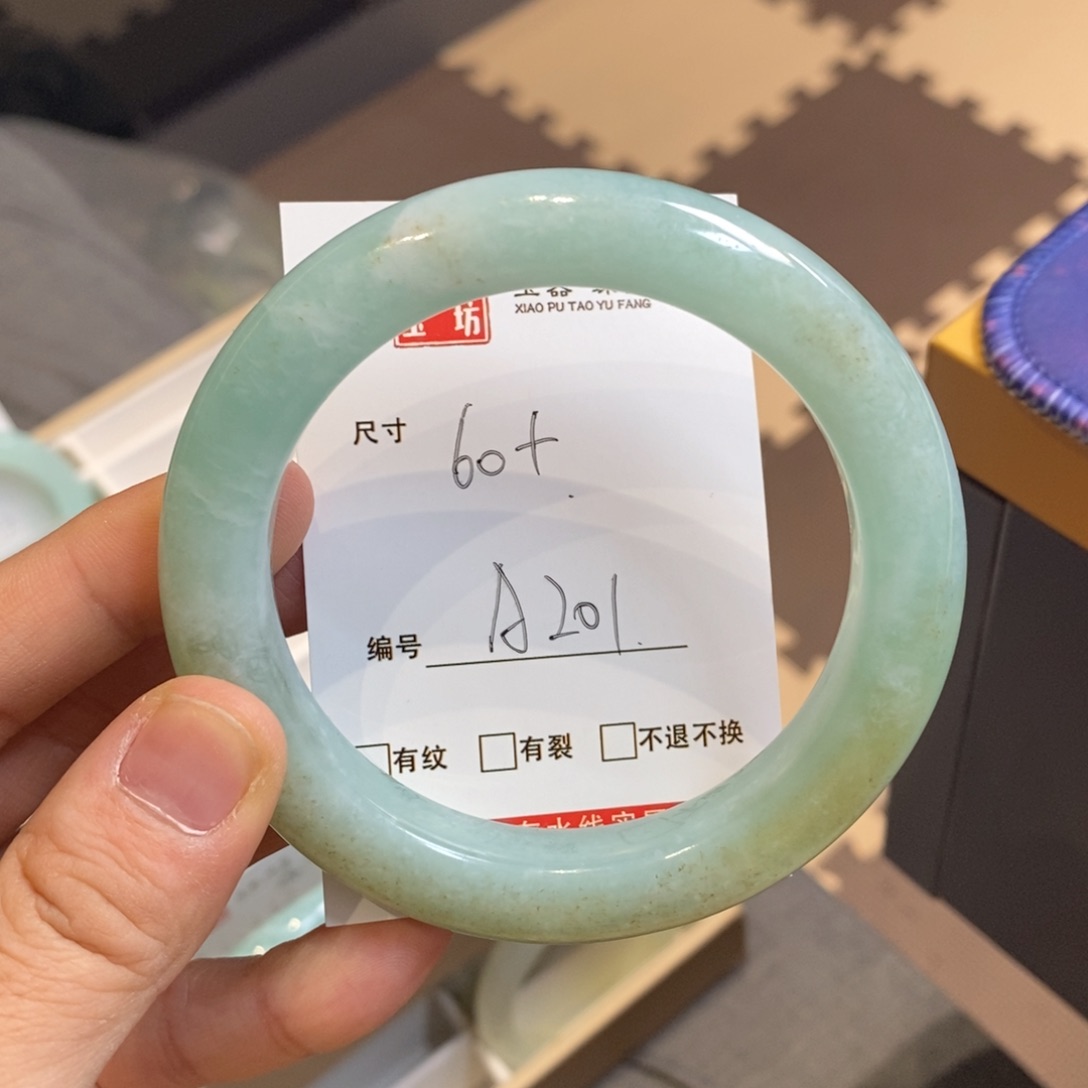 坊
XIAO PU TAO YU FANG
尺寸 60+
编号 A201
有纹 有裂 不退不换